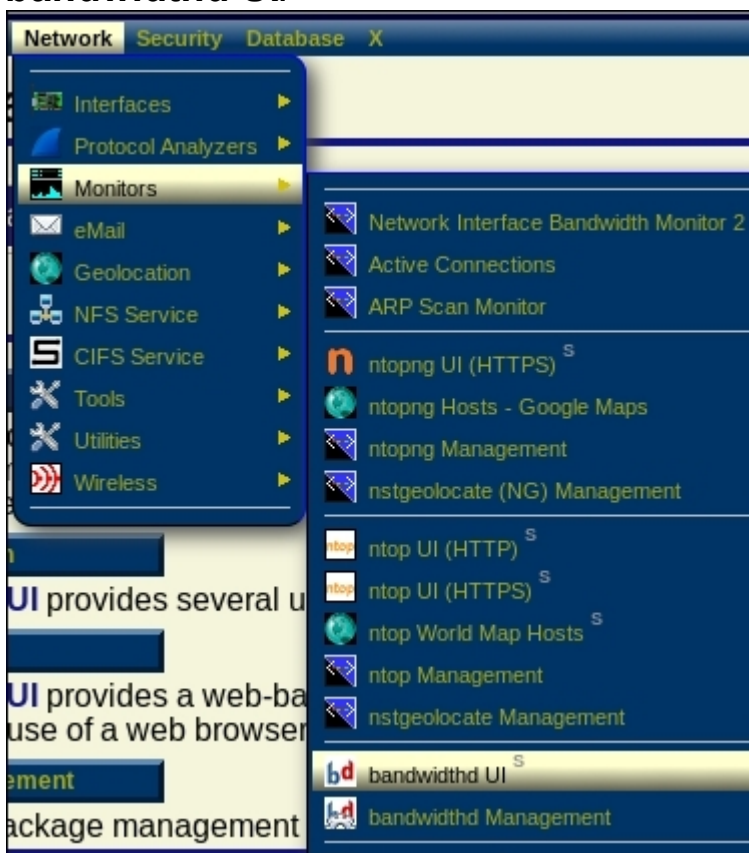 Network Security Database X
Interfaces
Protocol Analyzers
Monitors
eMail
Geolocation
NFS Service
CIFS Service
Tools
Utilities
Wireless
Network Interface Bandwidth Monitor 2
Active Connections
ARP Scan Monitor
ntopng UI (HTTPS) S
ntopng Hosts - Google Maps
ntopng Management
nstgeolocate (NG) Management
ntop UI (HTTP) S
ntop UI (HTTPS) S
ntop World Map Hosts S
ntop Management
nstgeolocate Management
bandwidthd UI S
bandwidthd Management
UI provides several u
UI provides a web-ba
use of a web browser
ement
ackage management